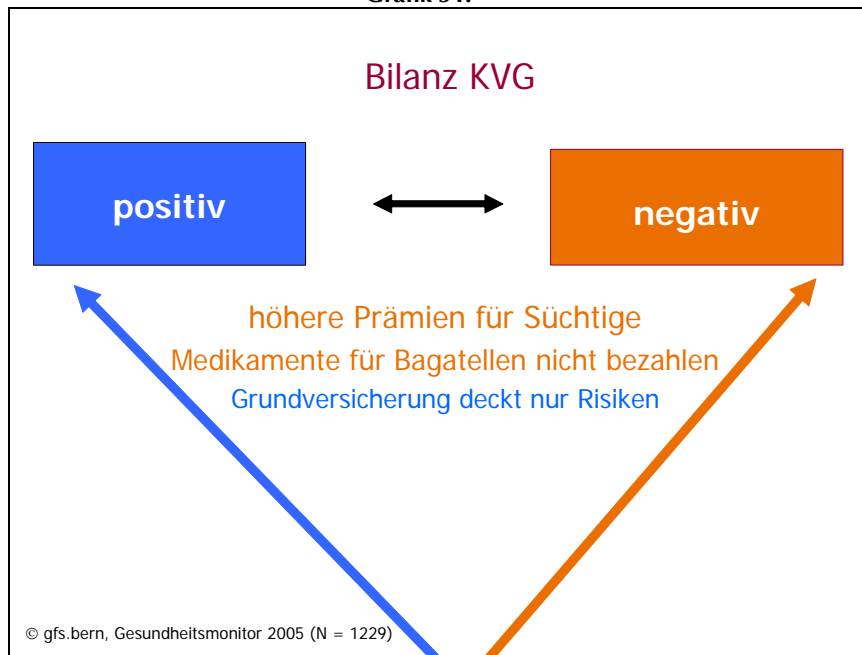 Bilanz KVG
positiv
negativ
höhere Prämien für Süchtige
Medikamente für Bagatellen nicht bezahlen
Grundversicherung deckt nur Risiken
© gfs.bern, Gesundheitsmonitor 2005 (N = 1229)